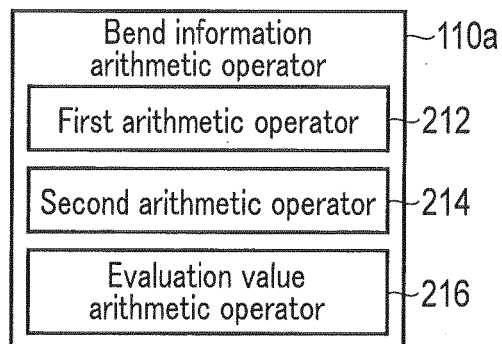 Bend information
arithmetic operator
110a
First arithmetic operator
212
Second arithmetic operator
214
Evaluation value
arithmetic operator
216